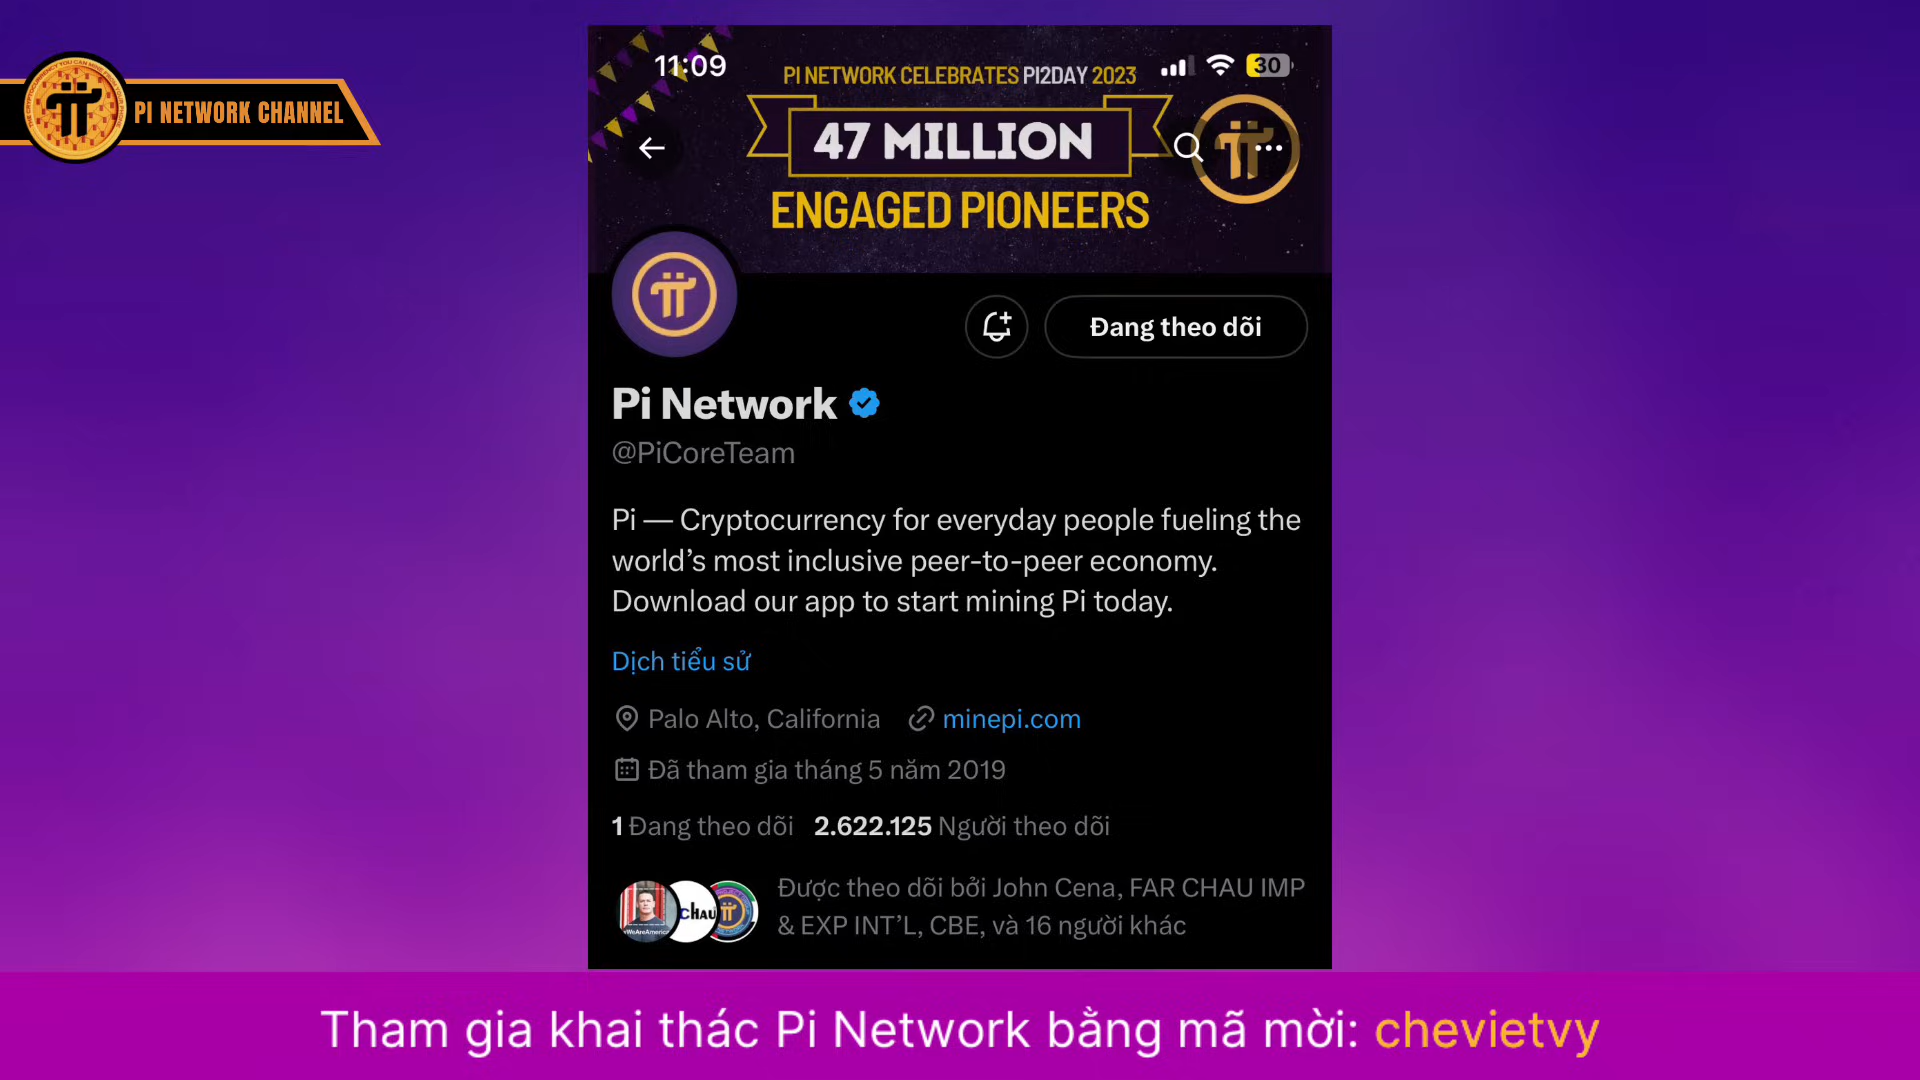 PI NETWORK CHANNEL
11:09
30
PI NETWORK CELEBRATES PI2DAY 2023
47 MILLION
ENGAGED PIONEERS
Đang theo dõi
Pi Network
@PiCoreTeam
Pi — Cryptocurrency for everyday people fueling the
world’s most inclusive peer-to-peer economy.
Download our app to start mining Pi today.
Dịch tiểu sử
Palo Alto, California minepi.com
Đã tham gia tháng 5 năm 2019
1 Đang theo dõi 2.622.125 Người theo dõi
Được theo dõi bởi John Cena, FAR CHAU IMP
& EXP INT’L, CBE, và 16 người khác
CHAU
Tham gia khai thác Pi Network bằng mã mời: chevietvy